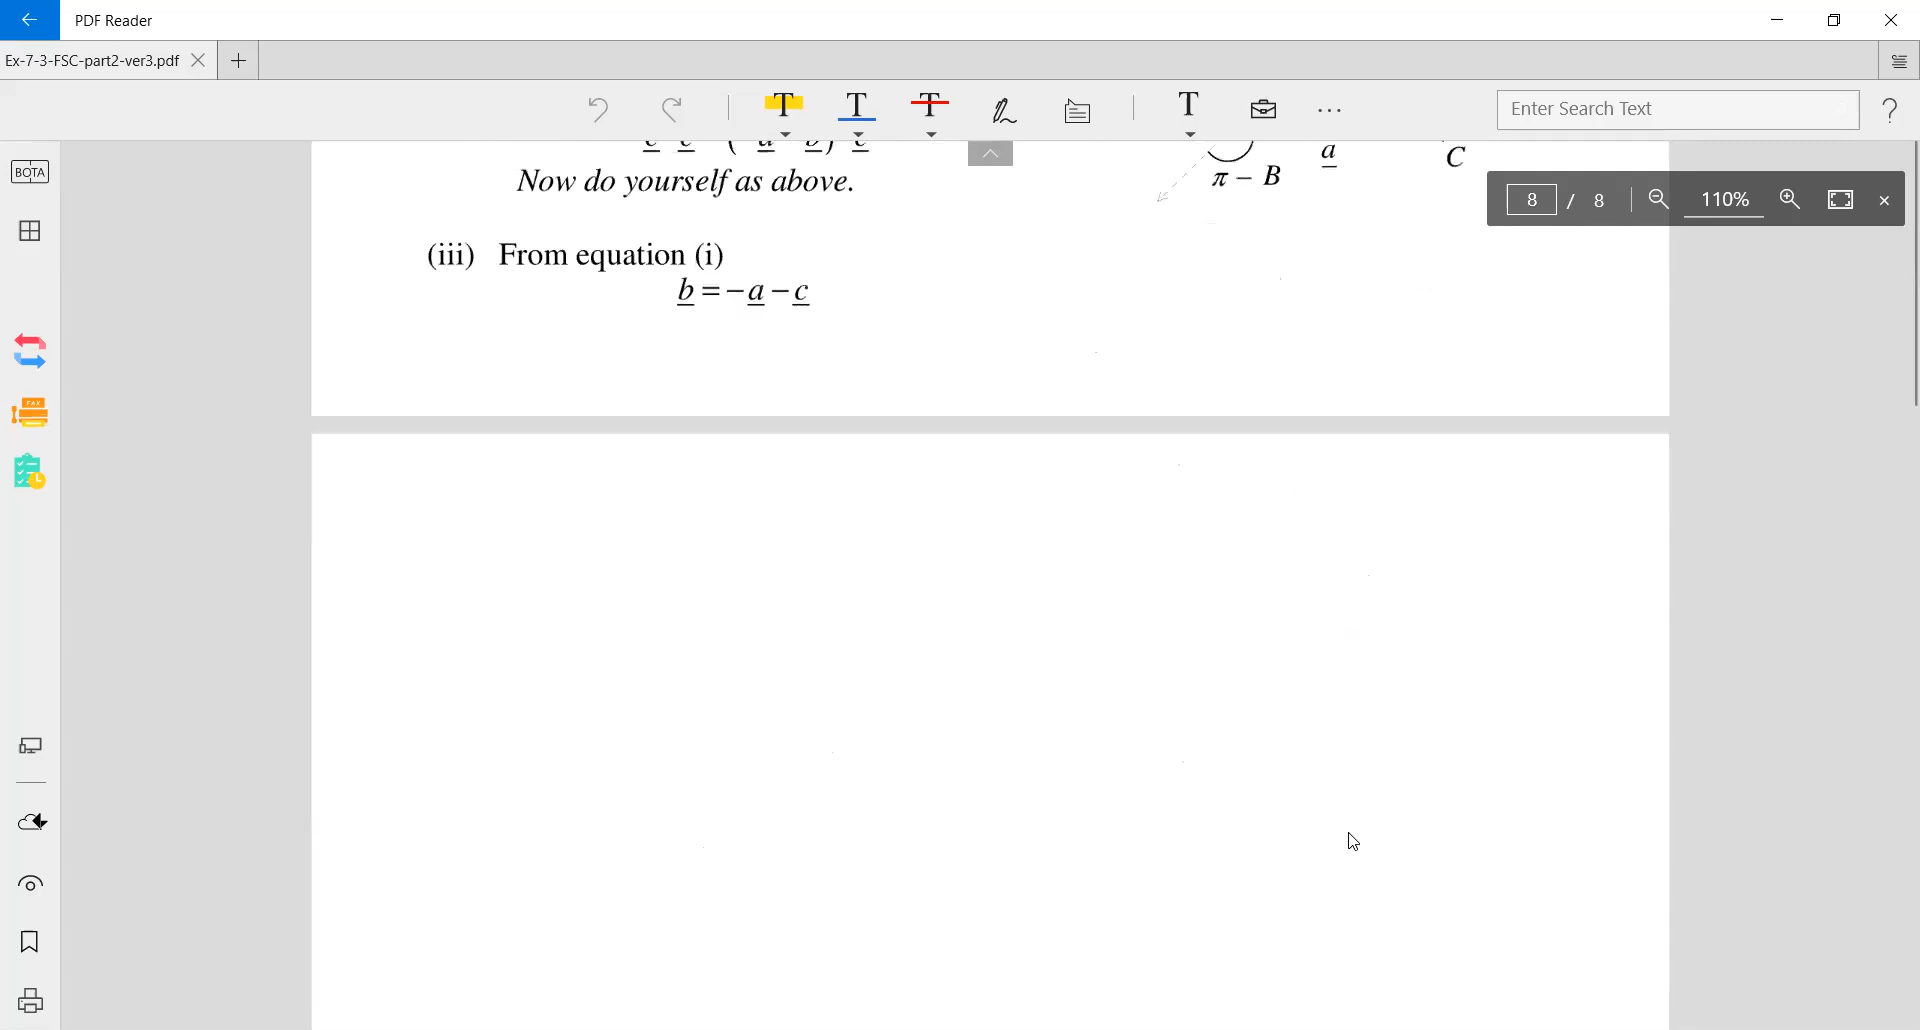 PDF Reader
Ex-7-3-FSC-part2-ver3.pdf
T T T T ... Enter Search Text ?
BOTA
a
C
π – B
8 / 8 110%
Now do yourself as above.
(iii) From equation (i)
b = – a – c
FAX